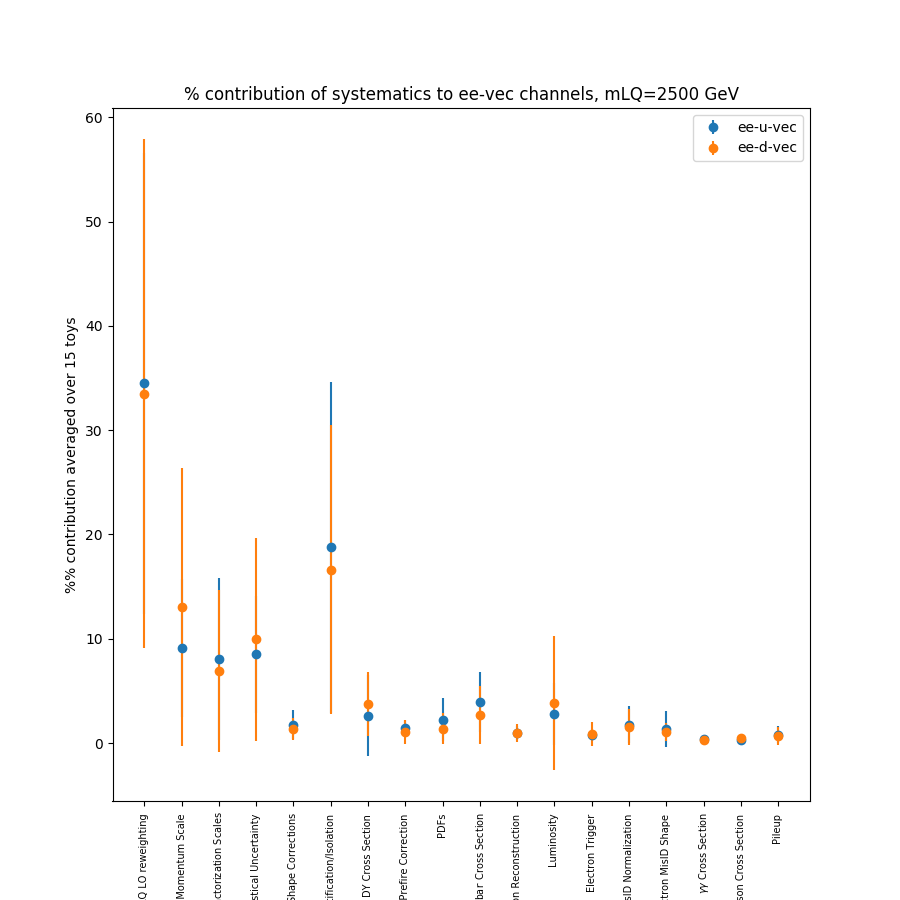 % contribution of systematics to ee-vec channels, mLQ=2500 GeV
ee-u-vec
ee-d-vec
%% contribution averaged over 15 toys
60
50
40
30
20
10
0
Q LO reweighting
Momentum Scale
ctorization Scales
stical Uncertainty
Shape Corrections
tification/Isolation
DY Cross Section
Prefire Correction
PDFs
bar Cross Section
on Reconstruction
Luminosity
Electron Trigger
sID Normalization
tron MisID Shape
γγ Cross Section
son Cross Section
Pileup